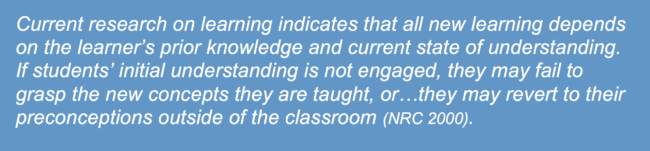 Current research on learning indicates that all new learning depends
on the learner's prior knowledge and current state of understanding.
If students' initial understanding is not engaged, they may fail to
grasp the new concepts they are taught, or…they may revert to their
preconceptions outside of the classroom (NRC 2000).